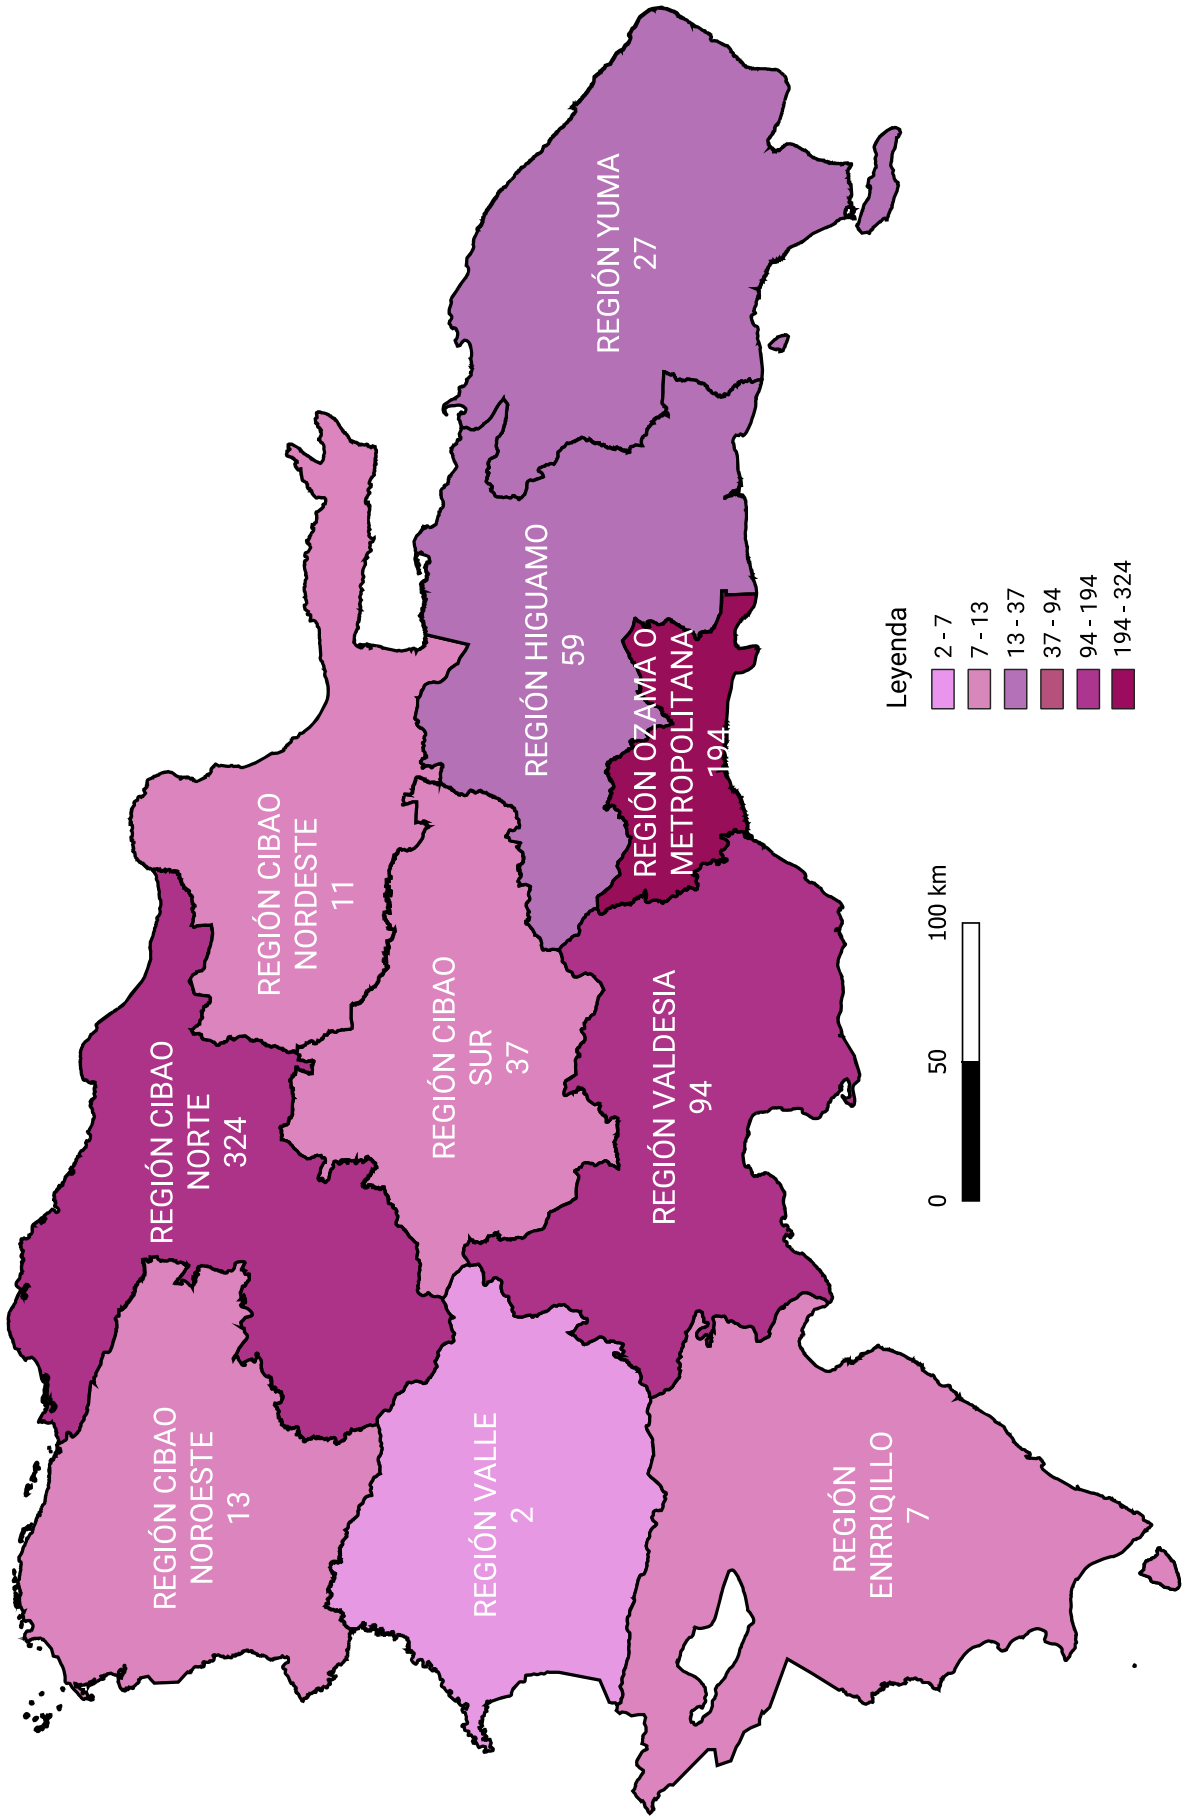 REGIÓN CIBAO
NOROESTE
13
REGIÓN CIBAO
NORTE
324
REGIÓN CIBAO
NORDESTE
11
REGIÓN VALLE
2
REGIÓN CIBAO
SUR
37
REGIÓN HIGUAMO
59
REGIÓN YUMA
27
REGIÓN OZAMA O
METROPOLITANA
194
REGIÓN VALDESIA
94
REGIÓN
ENRRIQILLO
7
Leyenda
2 - 7
7 - 13
13 - 37
37 - 94
94 - 194
194 - 324
0 50 100 km